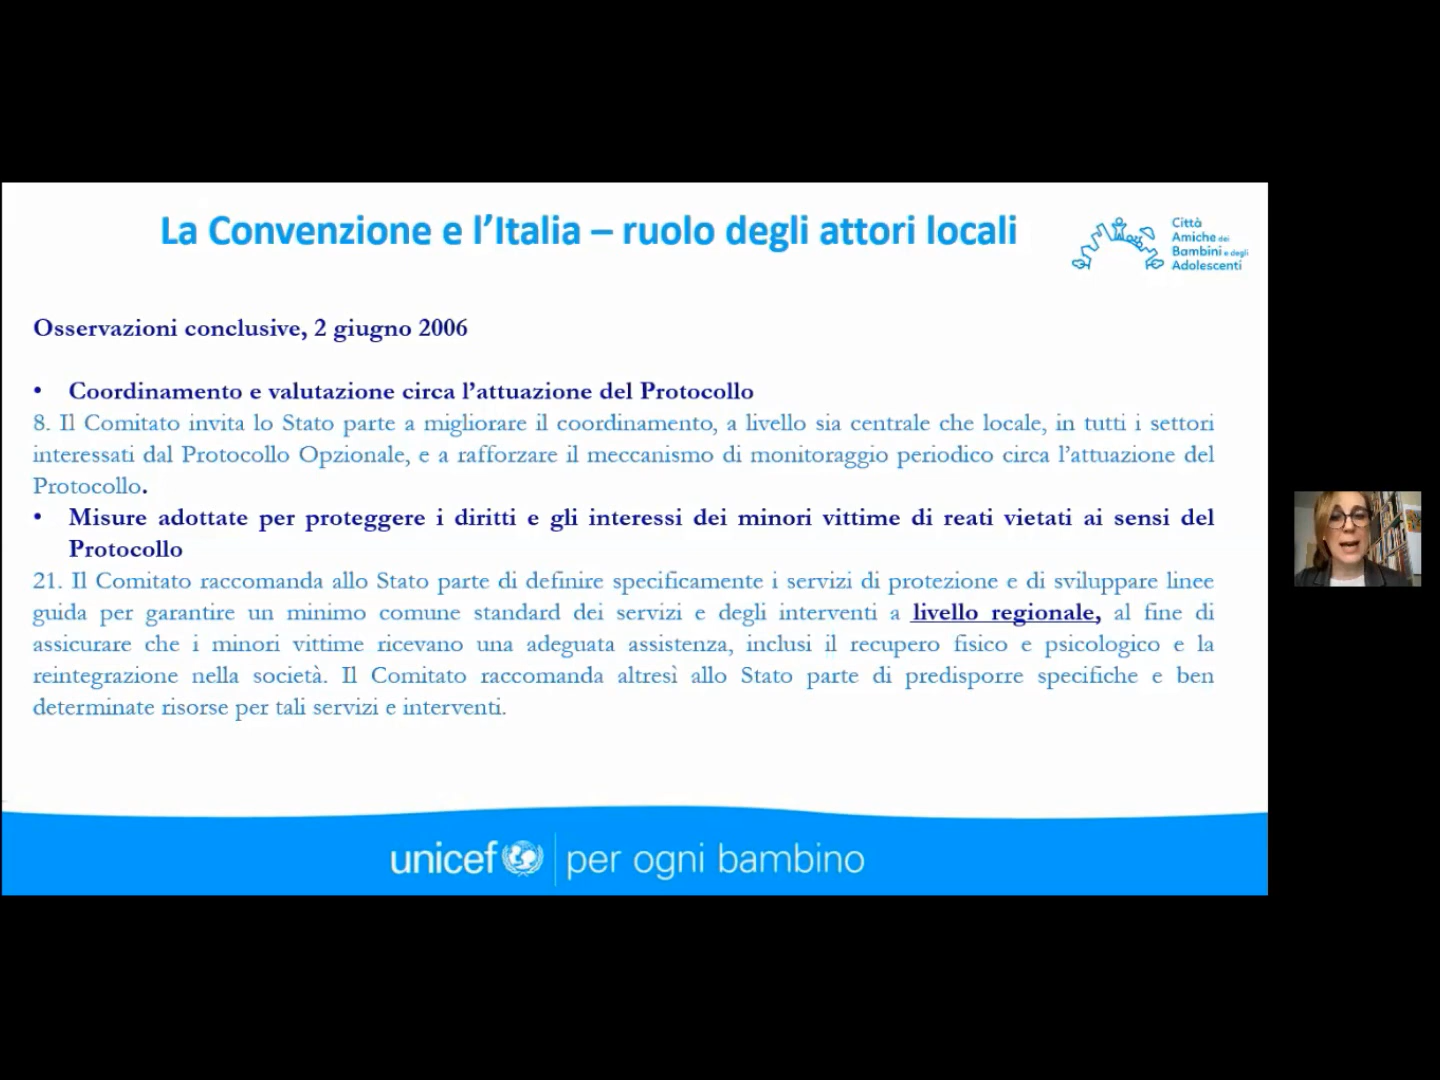 La Convenzione e l’Italia – ruolo degli attori locali
Città
Amiche dei
Bambini e degli
Adolescenti
Osservazioni conclusive, 2 giugno 2006
• Coordinamento e valutazione circa l’attuazione del Protocollo
8. Il Comitato invita lo Stato parte a migliorare il coordinamento, a livello sia centrale che locale, in tutti i settori
interessati dal Protocollo Opzionale, e a rafforzare il meccanismo di monitoraggio periodico circa l’attuazione del
Protocollo.
• Misure adottate per proteggere i diritti e gli interessi dei minori vittime di reati vietati ai sensi del
Protocollo
21. Il Comitato raccomanda allo Stato parte di definire specificamente i servizi di protezione e di sviluppare linee
guida per garantire un minimo comune standard dei servizi e degli interventi a livello regionale, al fine di
assicurare che i minori vittime ricevano una adeguata assistenza, inclusi il recupero fisico e psicologico e la
reintegrazione nella società. Il Comitato raccomanda altresì allo Stato parte di predisporre specifiche e ben
determinate risorse per tali servizi e interventi.
unicef per ogni bambino